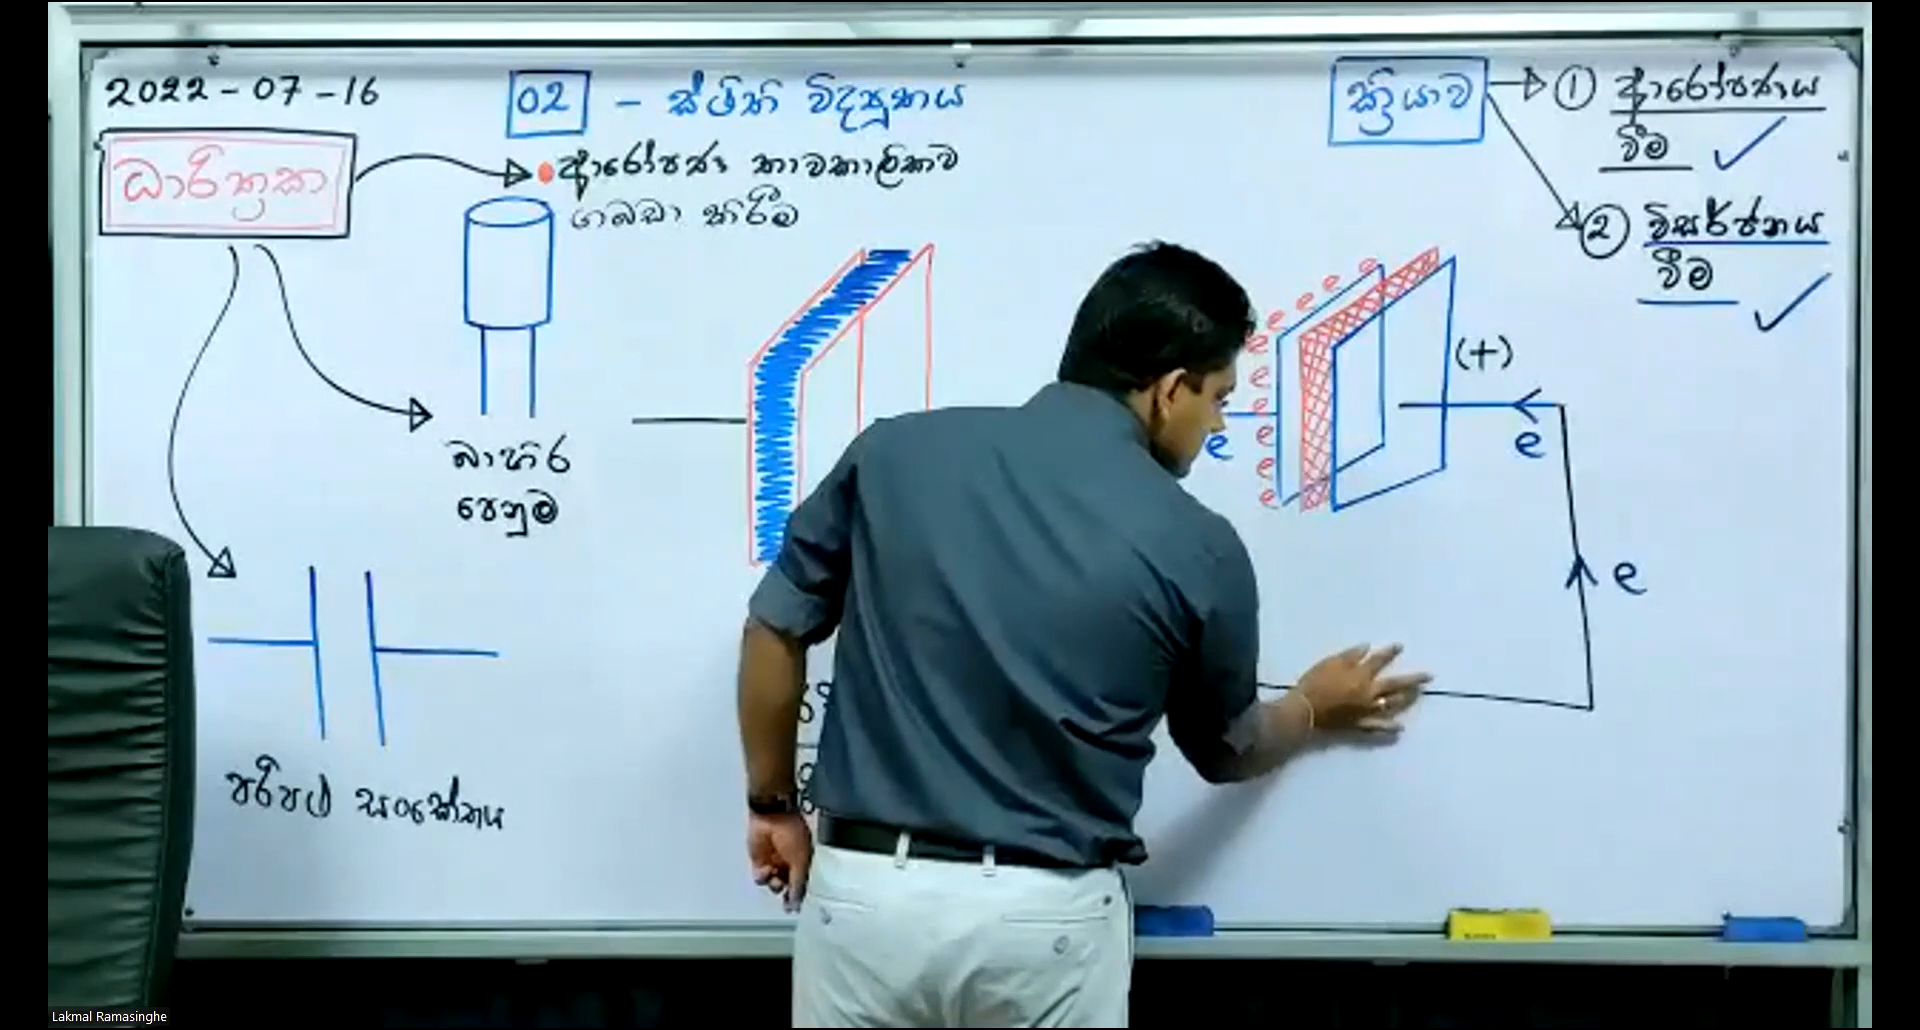 2022-07-16
02 - ස්ථිති විද්‍යුතය
ධාරිත්‍රක
ආරෝපණ තාවකාලිකව
ගබඩා කිරීම
බාහිර
පෙනුම
පරිපථ සංකේතය
ක්‍රියාව
① ආරෝපණය
වීම
② විසර්ජනය
වීම
e e e e
e
e
e
e
e
e
e
(+)
e
e
Lakmal Ramasinghe